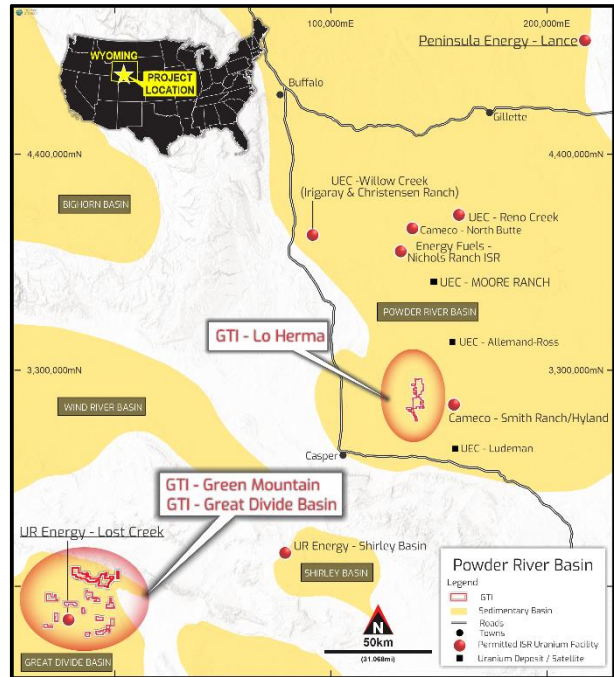 100,000mE
200,000mE
Peninsula Energy - Lance
WYOMING
PROJECT
LOCATION
Buffalo
Gillette
4,400,000mN
4,400,000mN
UEC -Willow Creek
(Irigaray & Christensen Ranch)
BIGHORN BASIN
UEC - Reno Creek
Cameco - North Butte
Energy Fuels -
Nichols Ranch ISR
UEC - MOORE RANCH
POWDER RIVER BASIN
GTI - Lo Herma
UEC - Allemand-Ross
3,300,000mN
3,300,000mN
WIND RIVER BASIN
Cameco - Smith Ranch/Hyland
Casper
UEC - Ludeman
GTI - Green Mountain
GTI - Great Divide Basin
UR Energy - Lost Creek
UR Energy - Shirley Basin
SHIRLEY BASIN
GREAT DIVIDE BASIN
N
50km
(31.068mi)
Powder River Basin
Legend
GTI
Sedimentary Basin
Roads
Towns
Permitted ISR Uranium Facility
Uranium Deposit / Satellite